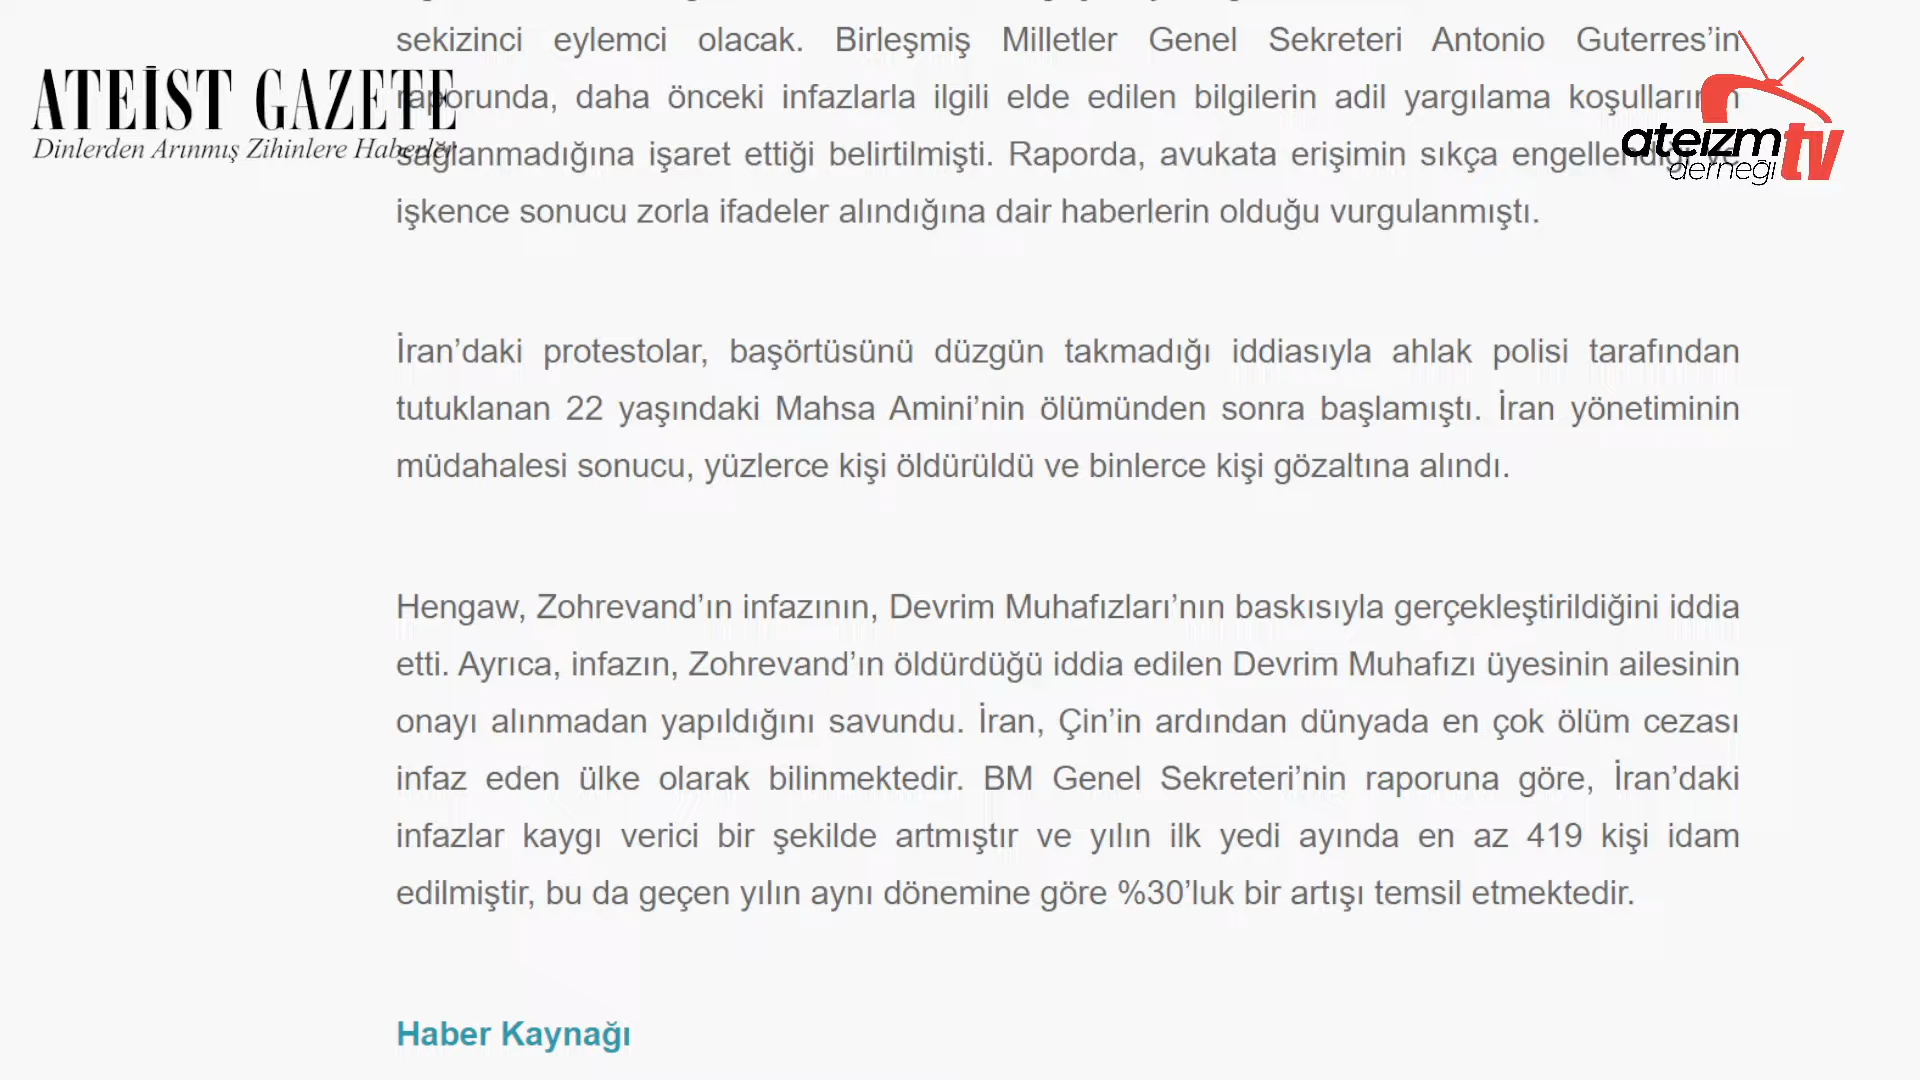 sekizinci eylemci olacak. Birleşmiş Milletler Genel Sekreteri Antonio Guterres’in
ATEİST GAZETE
Dinlerden Arınmış Zihinlere Haberler
raporunda, daha önceki infazlarla ilgili elde edilen bilgilerin adil yargılama koşullarının
ateizm tv
derneği
sağlanmadığına işaret ettiği belirtilmişti. Raporda, avukata erişimin sıkça engellendiği ve
işkence sonucu zorla ifadeler alındığına dair haberlerin olduğu vurgulanmıştı.
İran’daki protestolar, başörtüsünü düzgün takmadığı iddiasıyla ahlak polisi tarafından
tutuklanan 22 yaşındaki Mahsa Amini’nin ölümünden sonra başlamıştı. İran yönetiminin
müdahalesi sonucu, yüzlerce kişi öldürüldü ve binlerce kişi gözaltına alındı.
Hengaw, Zohrevand’ın infazının, Devrim Muhafızları’nın baskısıyla gerçekleştirildiğini iddia
etti. Ayrıca, infazın, Zohrevand’ın öldürdüğü iddia edilen Devrim Muhafızı üyesinin ailesinin
onayı alınmadan yapıldığını savundu. İran, Çin’in ardından dünyada en çok ölüm cezası
infaz eden ülke olarak bilinmektedir. BM Genel Sekreteri’nin raporuna göre, İran’daki
infazlar kaygı verici bir şekilde artmıştır ve yılın ilk yedi ayında en az 419 kişi idam
edilmiştir, bu da geçen yılın aynı dönemine göre %30’luk bir artışı temsil etmektedir.
Haber Kaynağı